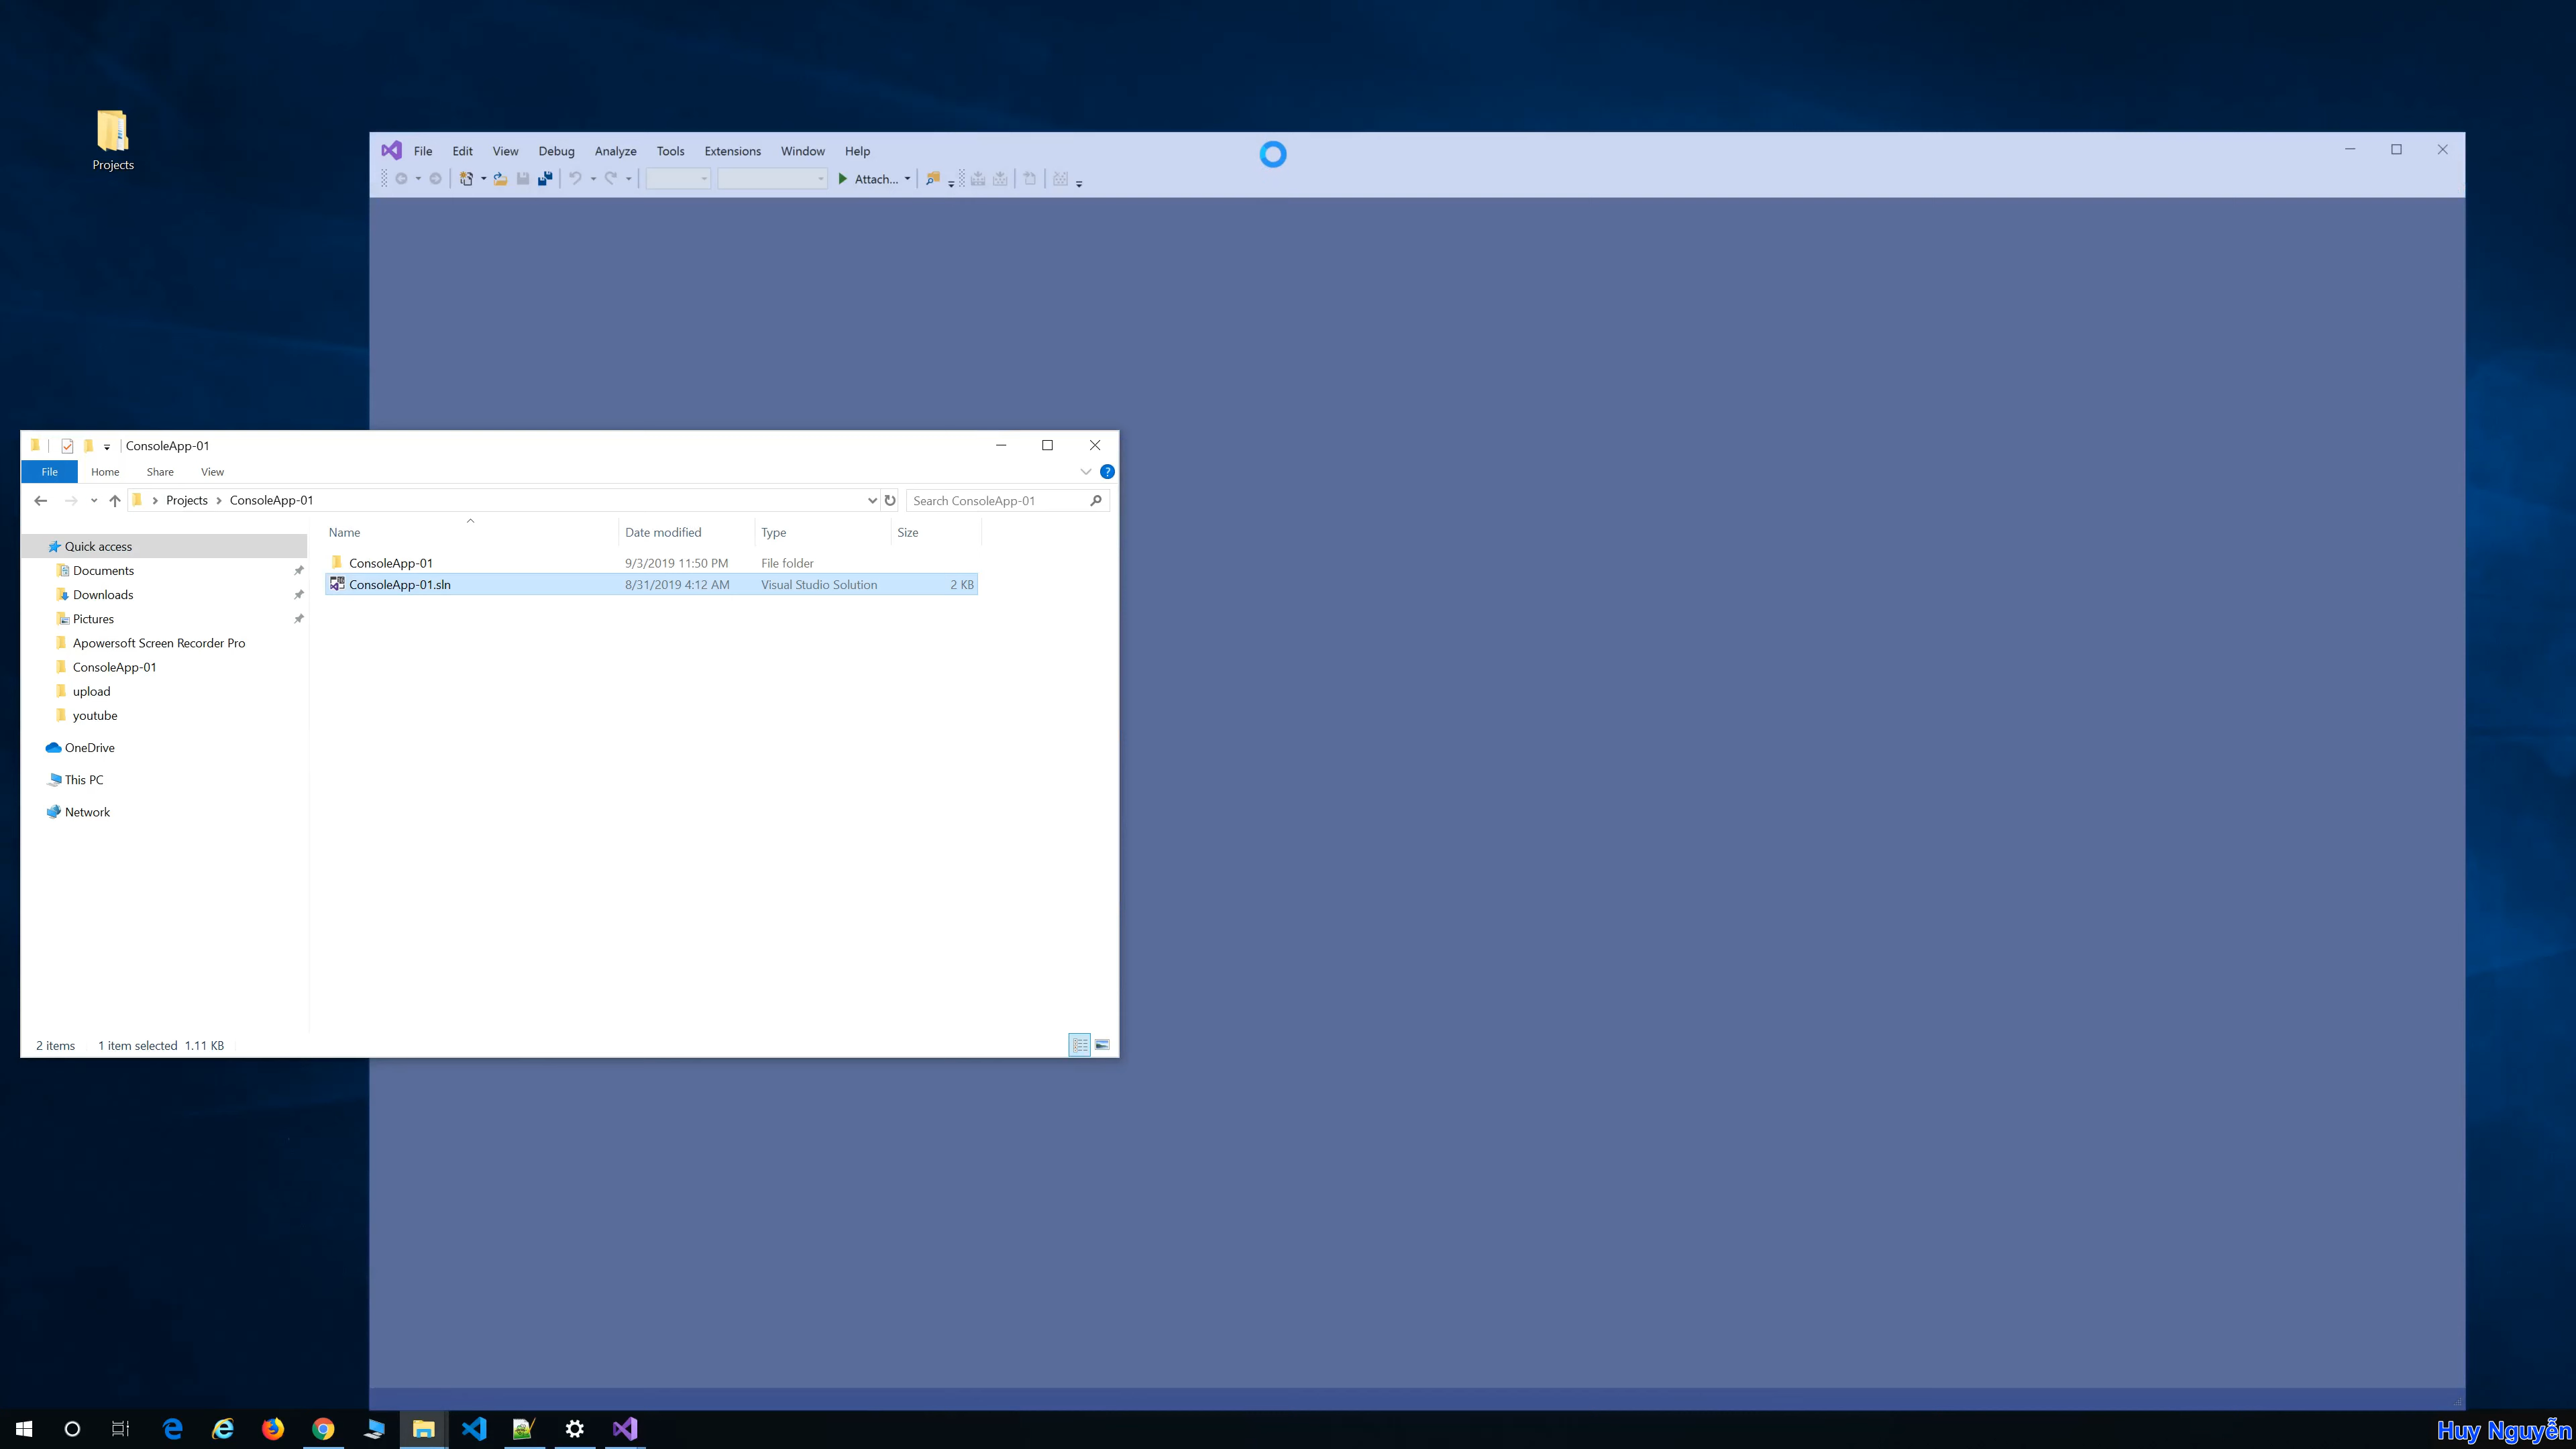 Projects
File Edit View Debug Analyze Tools Extensions Window Help
Attach...
ConsoleApp-01
File Home Share View
Projects ConsoleApp-01
Search ConsoleApp-01
Name Date modified Type Size
ConsoleApp-01 9/3/2019 11:50 PM File folder
ConsoleApp-01.sln 8/31/2019 4:12 AM Visual Studio Solution 2 KB
Quick access
Documents
Downloads
Pictures
Apowersoft Screen Recorder Pro
ConsoleApp-01
upload
youtube
OneDrive
This PC
Network
2 items 1 item selected 1.11 KB
Huy Nguyễn